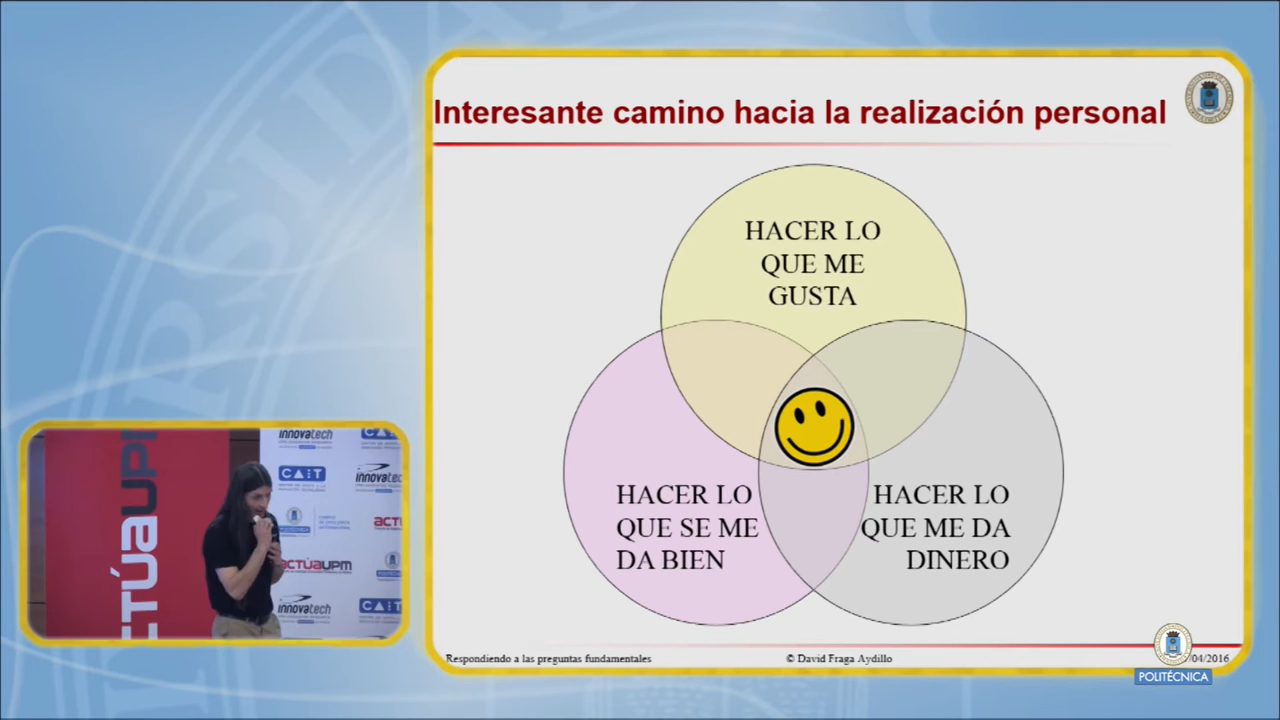 Interesante camino hacia la realización personal
HACER LO
QUE ME
GUSTA
HACER LO
QUE SE ME
DA BIEN
HACER LO
QUE ME DA
DINERO
Respondiendo a las preguntas fundamentales
© David Fraga Aydillo
/04/2016
POLITÉCNICA
ACTÚAUPM
innovatech
CAIT
innovatec
POLITÉCNICA
ACTÚAUPM
innovatech
CAIT